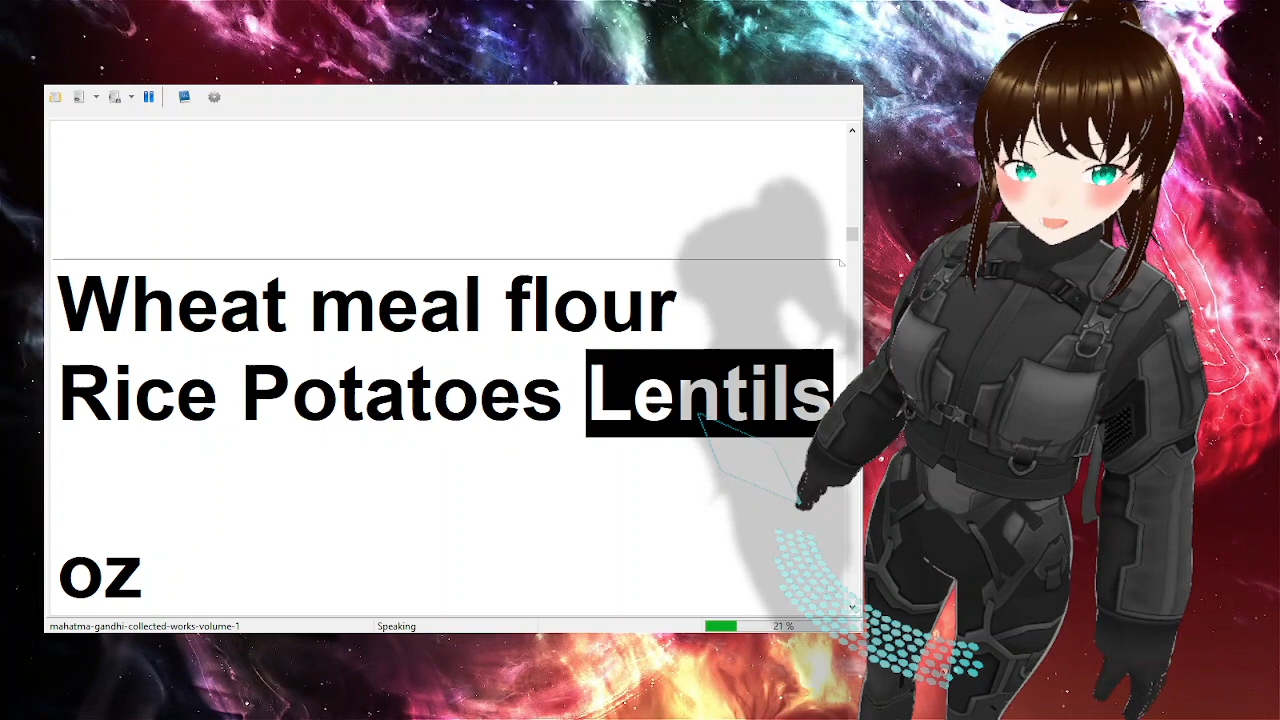 Wheat meal flour
Rice Potatoes Lentils
oz
mahatma-gandhi-collected-works-volume-1 Speaking 21 %